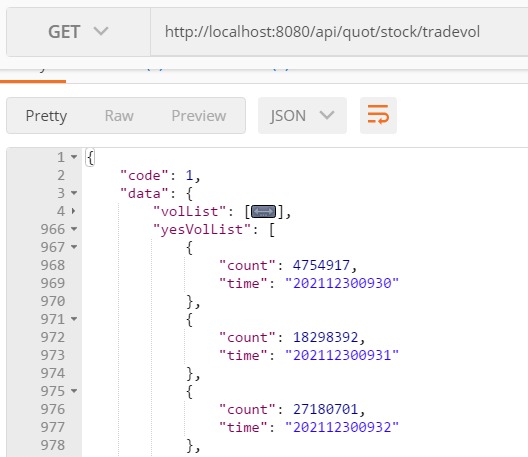 GET http://localhost:8080/api/quot/stock/tradevol
Pretty Raw Preview JSON
1 {
2 "code": 1,
3 "data": {
4 "volList": [],
966 "yesVolList": [
967 {
968 "count": 4754917,
969 "time": "202112300930"
970 },
971 {
972 "count": 18298392,
973 "time": "202112300931"
974 },
975 {
976 "count": 27180701,
977 "time": "202112300932"
978 },